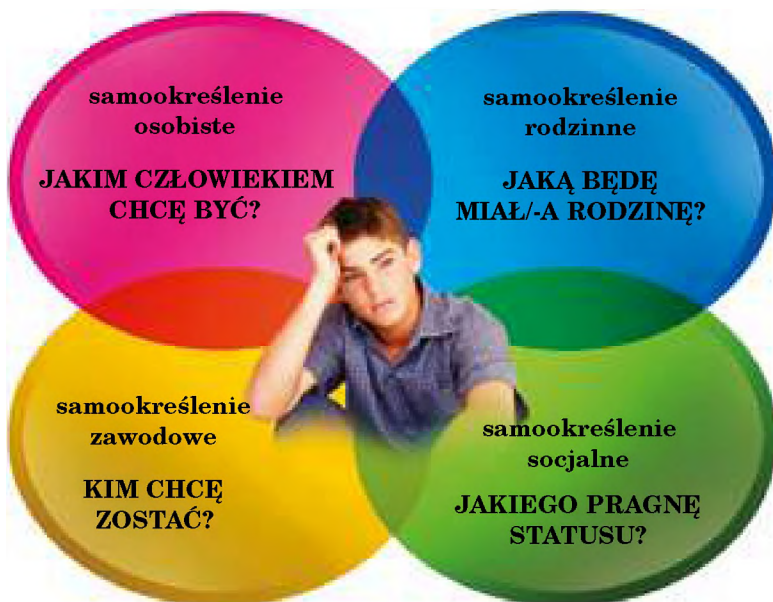 samookreślenie
osobiste
JAKIM CZŁOWIEKIEM
CHCĘ BYĆ?
samookreślenie
rodzinne
JAKĄ BĘDĘ
MIAŁ/-A RODZINĘ?
samookreślenie
zawodowe
KIM CHCĘ
ZOSTAĆ?
samookreślenie
socjalne
JAKIEGO PRAGNĘ
STATUSU?